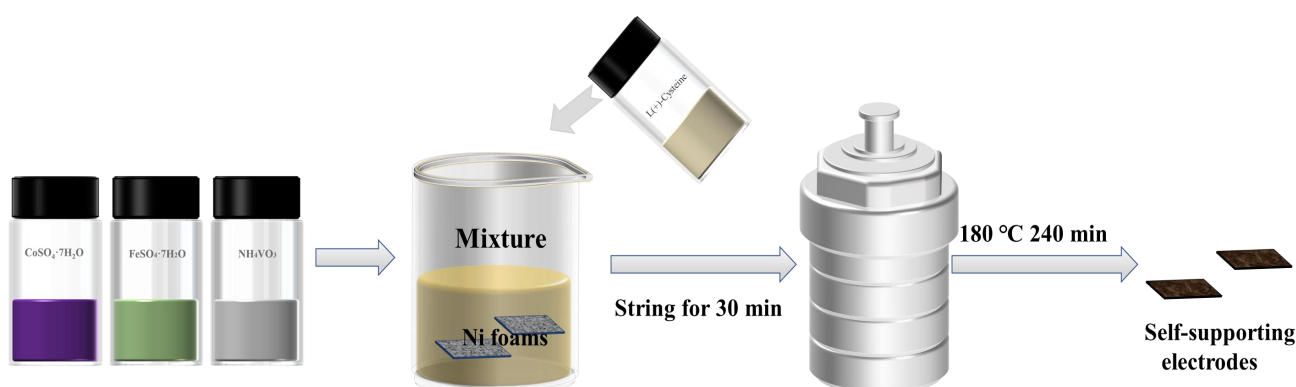 CoSO₄·7H₂O
FeSO₄·7H₂O
NH₄VO₃
L(+)-Cysteine
Mixture
Ni foams
String for 30 min
180 ℃ 240 min
Self-supporting
electrodes